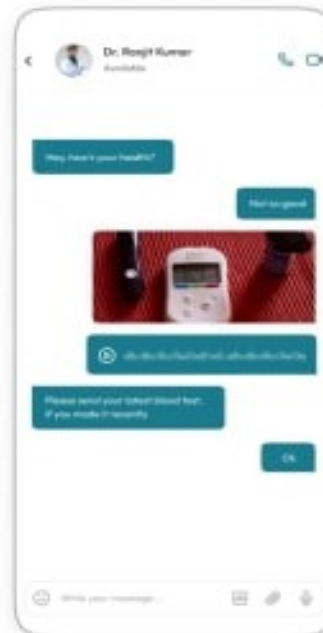 Dr. Ranjit Kumar
Available
Hey, how's your health?
Not so good
Please send your latest blood test,
if you made it recently
Ok
Write your message...